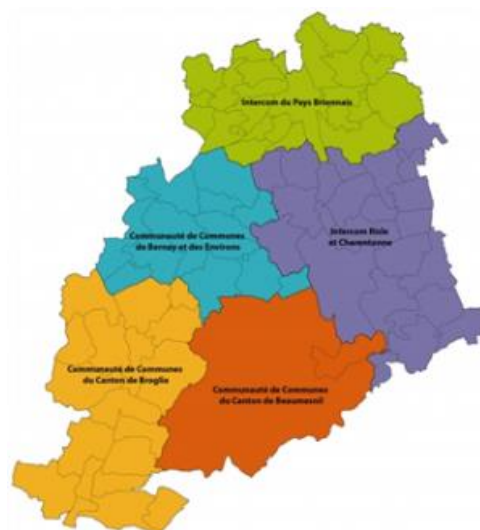 Intercom du Pays Brionnais
Communauté de Communes
de Bernay et des Environs
Intercom Risle
et Charentonne
Communauté de Communes
du Canton de Broglie
Communauté de Communes
du Canton de Beaumesnil